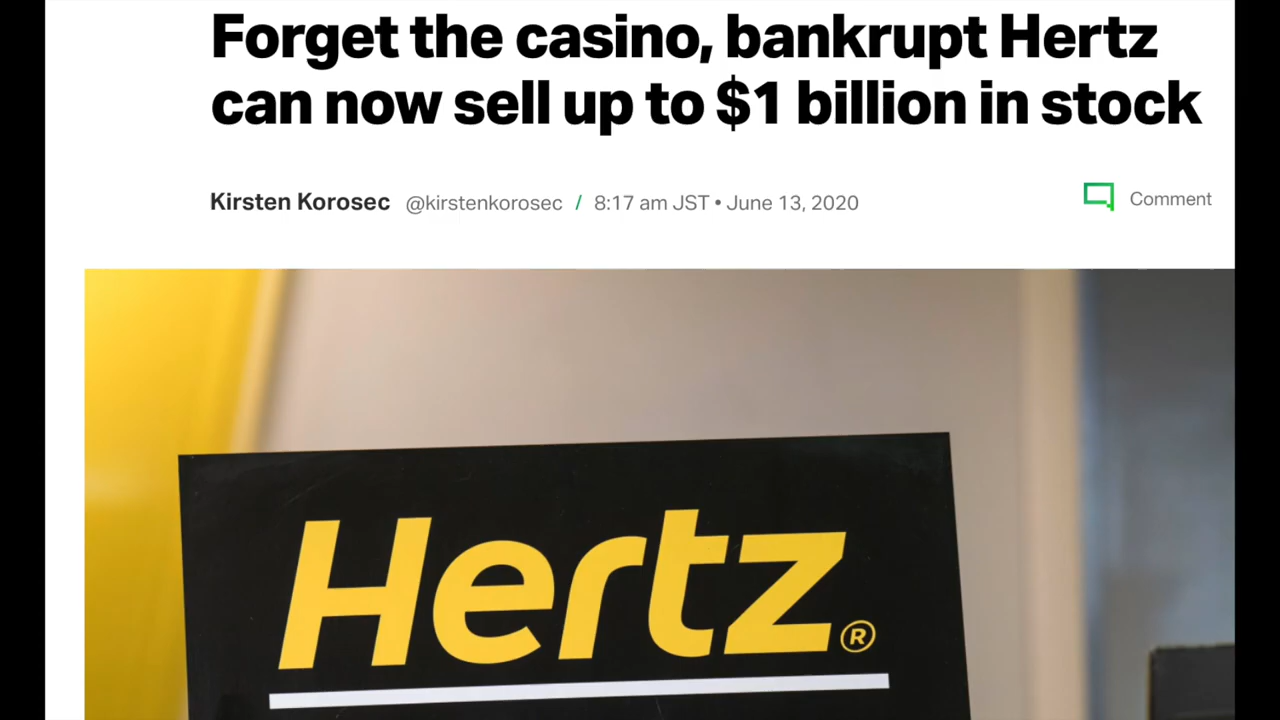 Forget the casino, bankrupt Hertz
can now sell up to $1 billion in stock
Kirsten Korosec @kirstenkorosec / 8:17 am JST • June 13, 2020
Comment
Hertz®